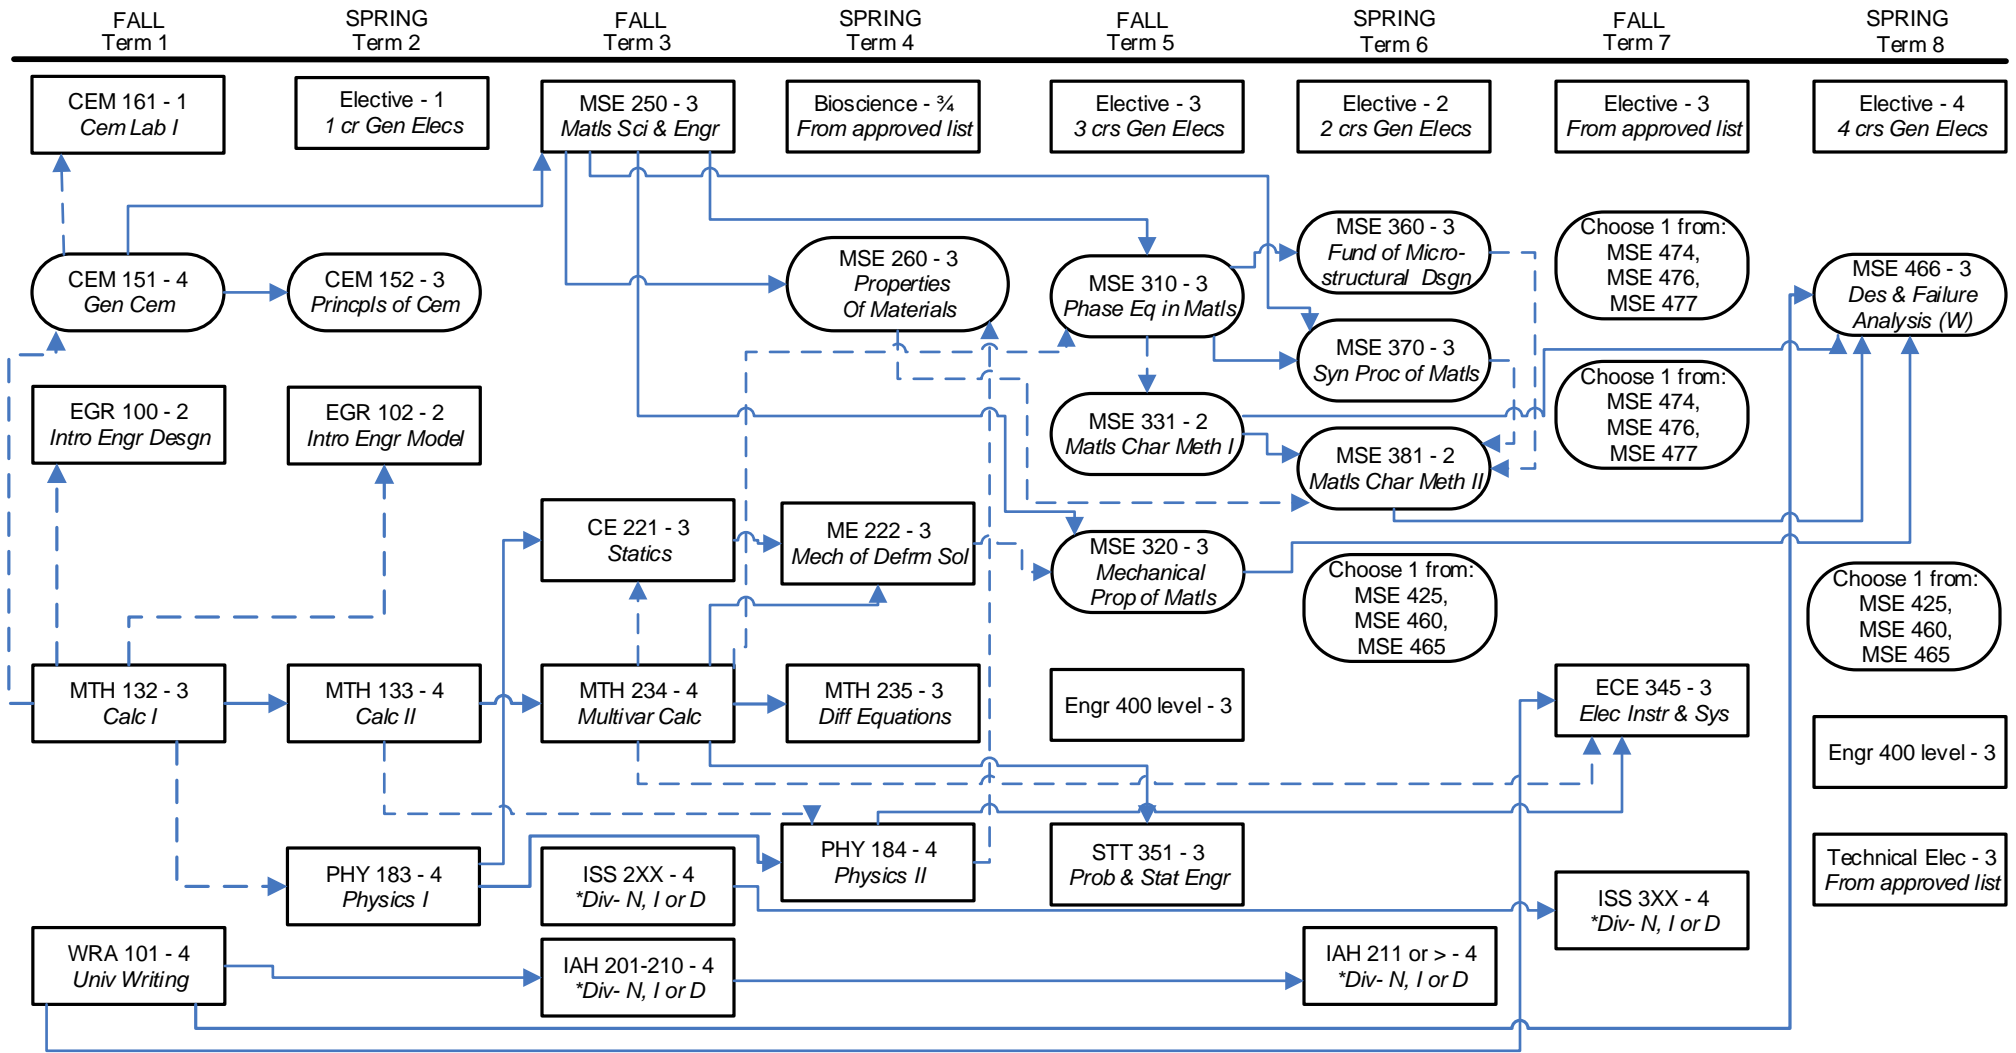 FALL
Term 1
SPRING
Term 2
FALL
Term 3
SPRING
Term 4
FALL
Term 5
SPRING
Term 6
FALL
Term 7
SPRING
Term 8
CEM 161 - 1
Cem Lab I
CEM 151 - 4
Gen Cem
EGR 100 - 2
Intro Engr Desgn
MTH 132 - 3
Calc I
WRA 101 - 4
Univ Writing
Elective - 1
1 cr Gen Elecs
CEM 152 - 3
Princpls of Cem
EGR 102 - 2
Intro Engr Model
MTH 133 - 4
Calc II
PHY 183 - 4
Physics I
MSE 250 - 3
Matls Sci & Engr
CE 221 - 3
Statics
MTH 234 - 4
Multivar Calc
ISS 2XX - 4
*Div- N, I or D
IAH 201-210 - 4
*Div- N, I or D
Bioscience - ¾
From approved list
MSE 260 - 3
Properties
Of Materials
ME 222 - 3
Mech of Defrm Sol
MTH 235 - 3
Diff Equations
PHY 184 - 4
Physics II
Elective - 3
3 crs Gen Elecs
MSE 310 - 3
Phase Eq in Matls
MSE 331 - 2
Matls Char Meth I
MSE 320 - 3
Mechanical
Prop of Matls
Engr 400 level - 3
STT 351 - 3
Prob & Stat Engr
Elective - 2
2 crs Gen Elecs
MSE 360 - 3
Fund of Micro-
structural Dsgn
MSE 370 - 3
Syn Proc of Matls
MSE 381 - 2
Matls Char Meth II
Choose 1 from:
MSE 425,
MSE 460,
MSE 465
IAH 211 or > - 4
*Div- N, I or D
Elective - 3
From approved list
Choose 1 from:
MSE 474,
MSE 476,
MSE 477
Choose 1 from:
MSE 474,
MSE 476,
MSE 477
ECE 345 - 3
Elec Instr & Sys
ISS 3XX - 4
*Div- N, I or D
Elective - 4
4 crs Gen Elecs
MSE 466 - 3
Des & Failure
Analysis (W)
Choose 1 from:
MSE 425,
MSE 460,
MSE 465
Engr 400 level - 3
Technical Elec - 3
From approved list